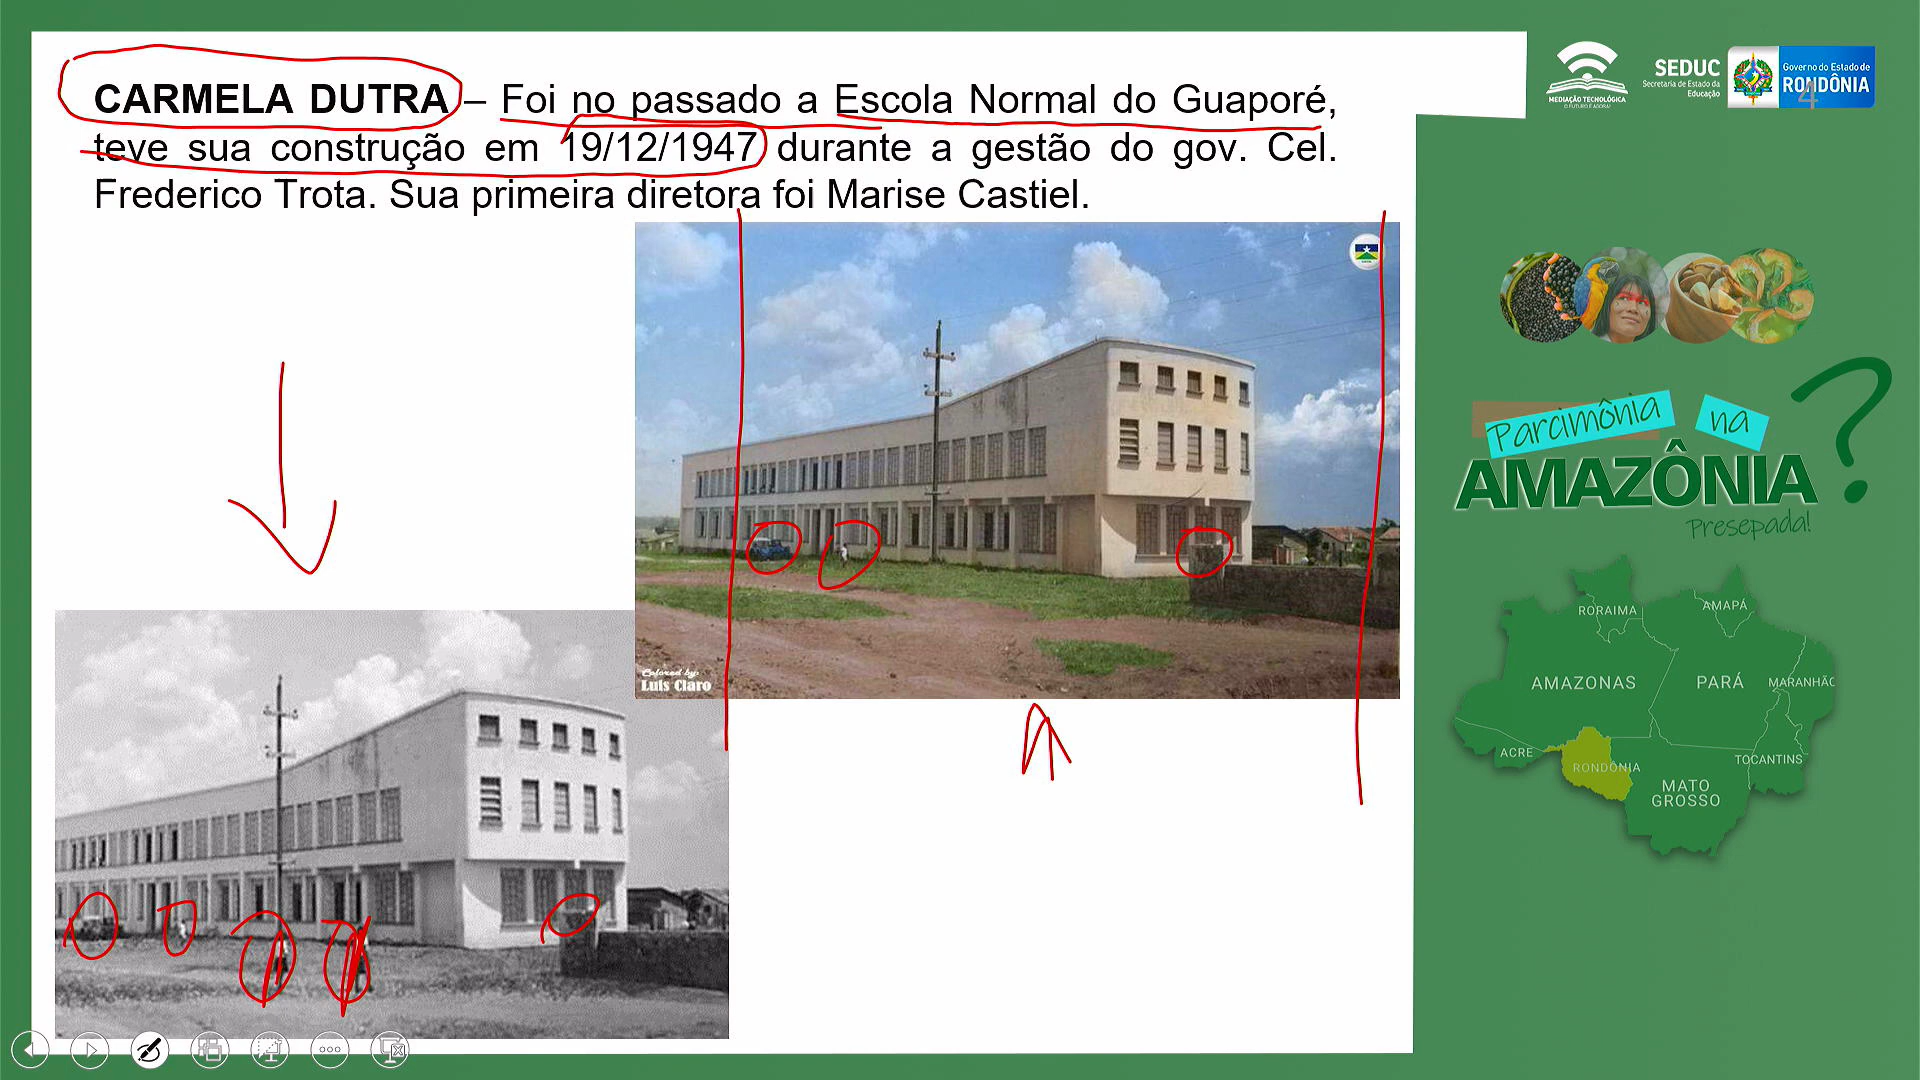 CARMELA DUTRA – Foi no passado a Escola Normal do Guaporé,
teve sua construção em 19/12/1947 durante a gestão do gov. Cel.
Frederico Trota. Sua primeira diretora foi Marise Castiel.
MEDIAÇÃO TECNOLÓGICA
O FUTURO É AGORA!
SEDUC
Secretaria de Estado da
Educação
Governo do Estado de
RONDÔNIA
4
Colored by:
Luis Claro
Parcimônia na
AMAZÔNIA?
Presepada!
RORAIMA
AMAPÁ
AMAZONAS
PARÁ
MARANHÃO
ACRE
RONDÔNIA
TOCANTINS
MATO
GROSSO